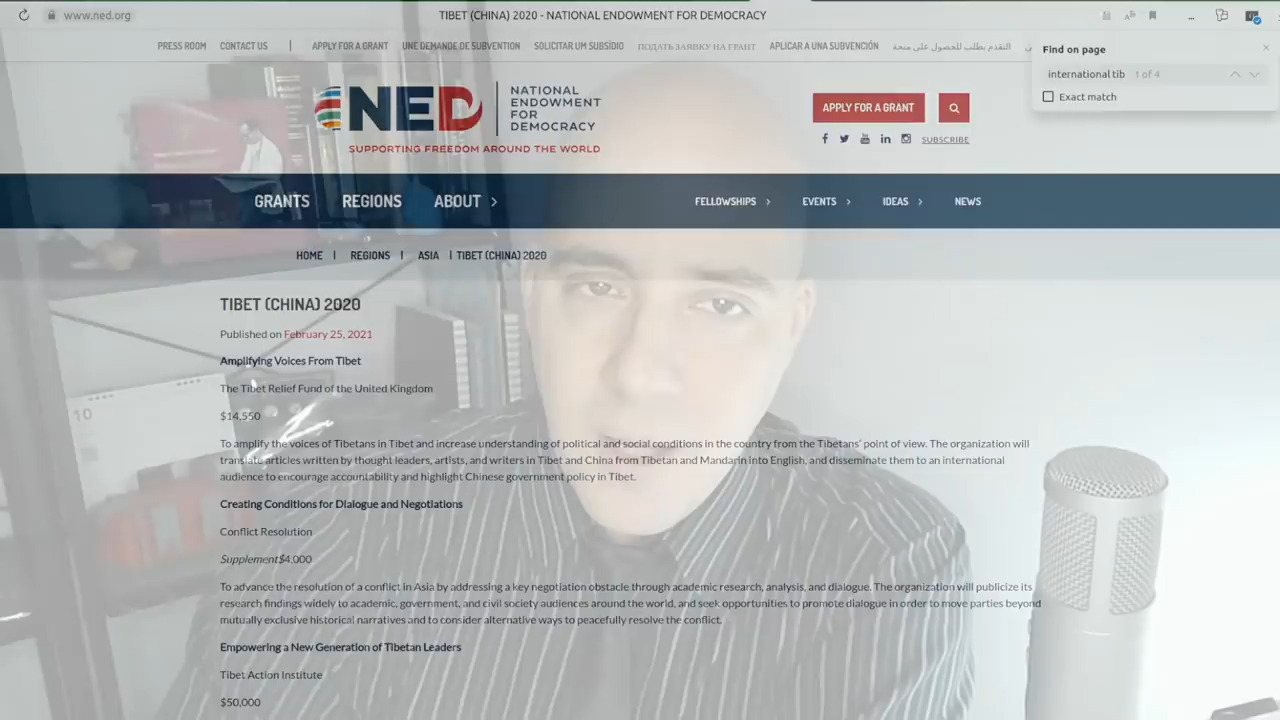 www.ned.org
TIBET (CHINA) 2020 - NATIONAL ENDOWMENT FOR DEMOCRACY
PRESS ROOM CONTACT US | APPLY FOR A GRANT UNE DEMANDE DE SUBVENTION SOLICITAR UM SUBSÍDIO ПОДАТЬ ЗАЯВКУ НА ГРАНТ APLICAR A UNA SUBVENCIÓN التقدم بطلب للحصول على منحة
Find on page
international tib 1 of 4
Exact match
NED
NATIONAL
ENDOWMENT
FOR
DEMOCRACY
SUPPORTING FREEDOM AROUND THE WORLD
APPLY FOR A GRANT
SUBSCRIBE
GRANTS REGIONS ABOUT > FELLOWSHIPS > EVENTS > IDEAS > NEWS
HOME | REGIONS | ASIA | TIBET (CHINA) 2020
TIBET (CHINA) 2020
Published on February 25, 2021
Amplifying Voices From Tibet
The Tibet Relief Fund of the United Kingdom
$14,550
To amplify the voices of Tibetans in Tibet and increase understanding of political and social conditions in the country from the Tibetans' point of view. The organization will
translate articles written by thought leaders, artists, and writers in Tibet and China from Tibetan and Mandarin into English, and disseminate them to an international
audience to encourage accountability and highlight Chinese government policy in Tibet.
Creating Conditions for Dialogue and Negotiations
Conflict Resolution
Supplement$4,000
To advance the resolution of a conflict in Asia by addressing a key negotiation obstacle through academic research, analysis, and dialogue. The organization will publicize its
research findings widely to academic, government, and civil society audiences around the world, and seek opportunities to promote dialogue in order to move parties beyond
mutually exclusive historical narratives and to consider alternative ways to peacefully resolve the conflict.
Empowering a New Generation of Tibetan Leaders
Tibet Action Institute
$50,000
10